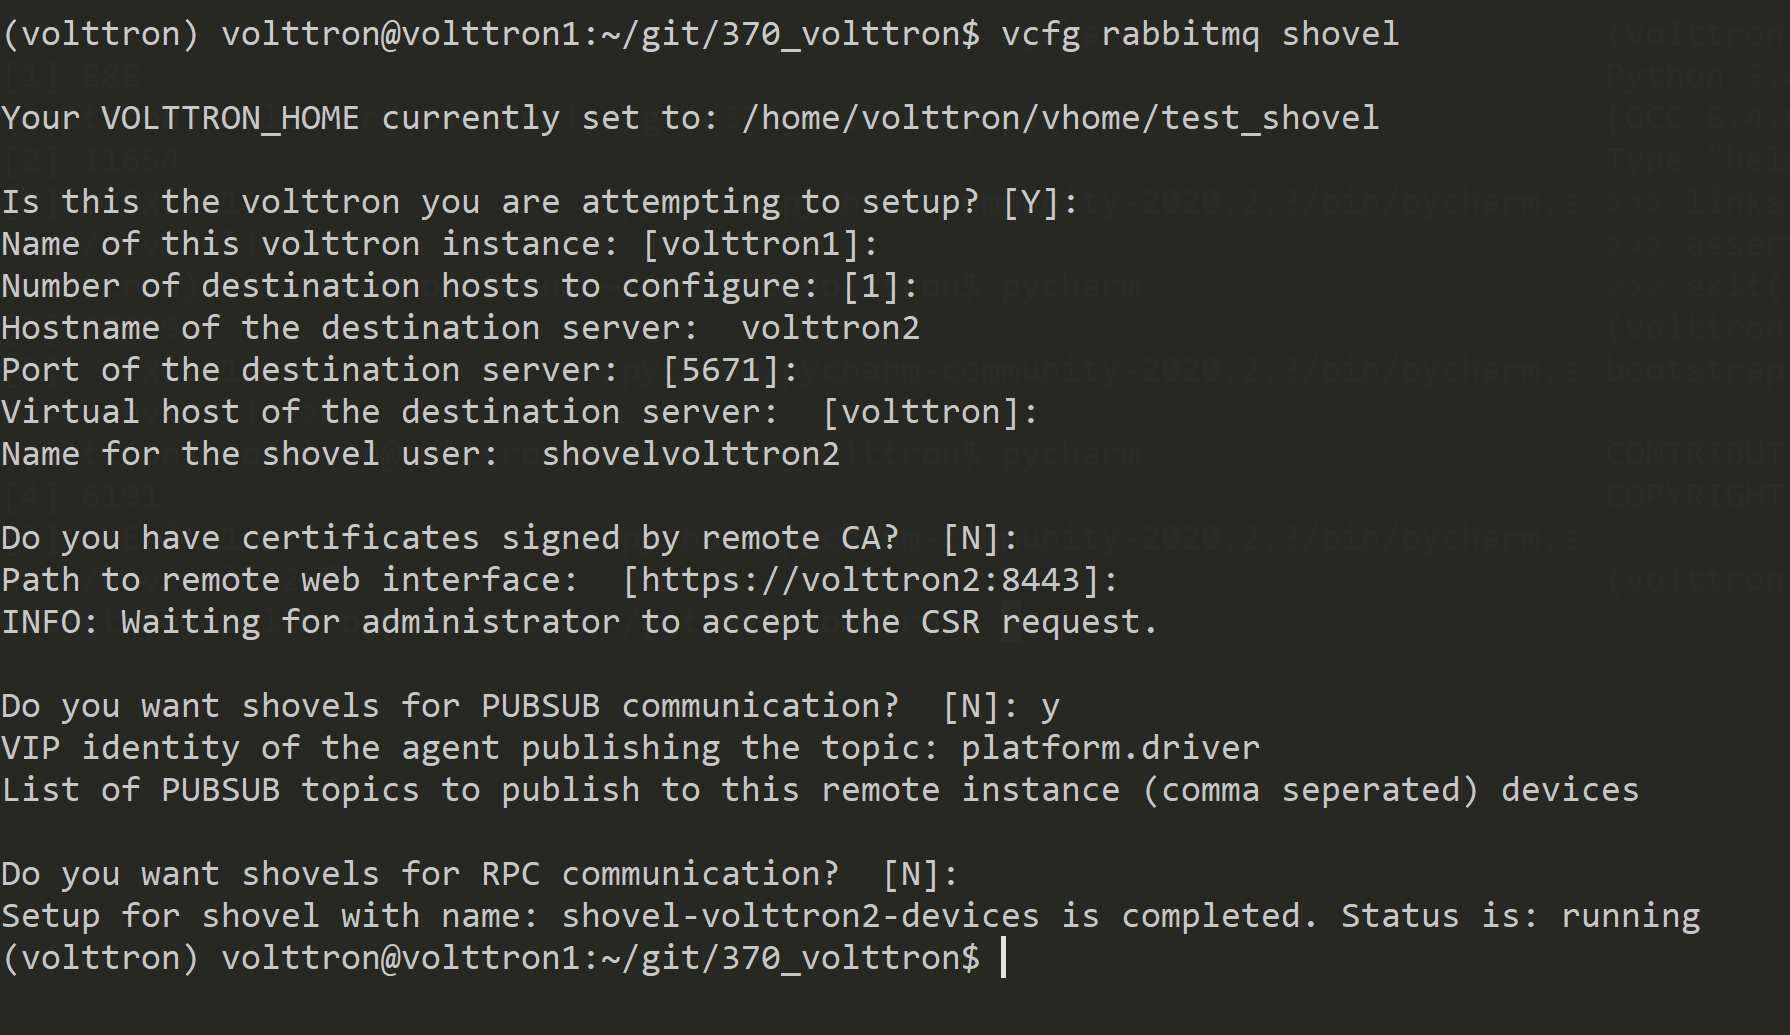 (volttron) volttron@volttron1:~/git/370_volttron$ vcfg rabbitmq shovel
Your VOLTTRON_HOME currently set to: /home/volttron/vhome/test_shovel
Is this the volttron you are attempting to setup? [Y]:
Name of this volttron instance: [volttron1]:
Number of destination hosts to configure: [1]:
Hostname of the destination server:  volttron2
Port of the destination server:  [5671]:
Virtual host of the destination server:  [volttron]:
Name for the shovel user:  shovelvolttron2
Do you have certificates signed by remote CA?  [N]:
Path to remote web interface:  [https://volttron2:8443]:
INFO: Waiting for administrator to accept the CSR request.
Do you want shovels for PUBSUB communication?  [N]: y
VIP identity of the agent publishing the topic: platform.driver
List of PUBSUB topics to publish to this remote instance (comma seperated) devices
Do you want shovels for RPC communication?  [N]:
Setup for shovel with name: shovel-volttron2-devices is completed. Status is: running
(volttron) volttron@volttron1:~/git/370_volttron$